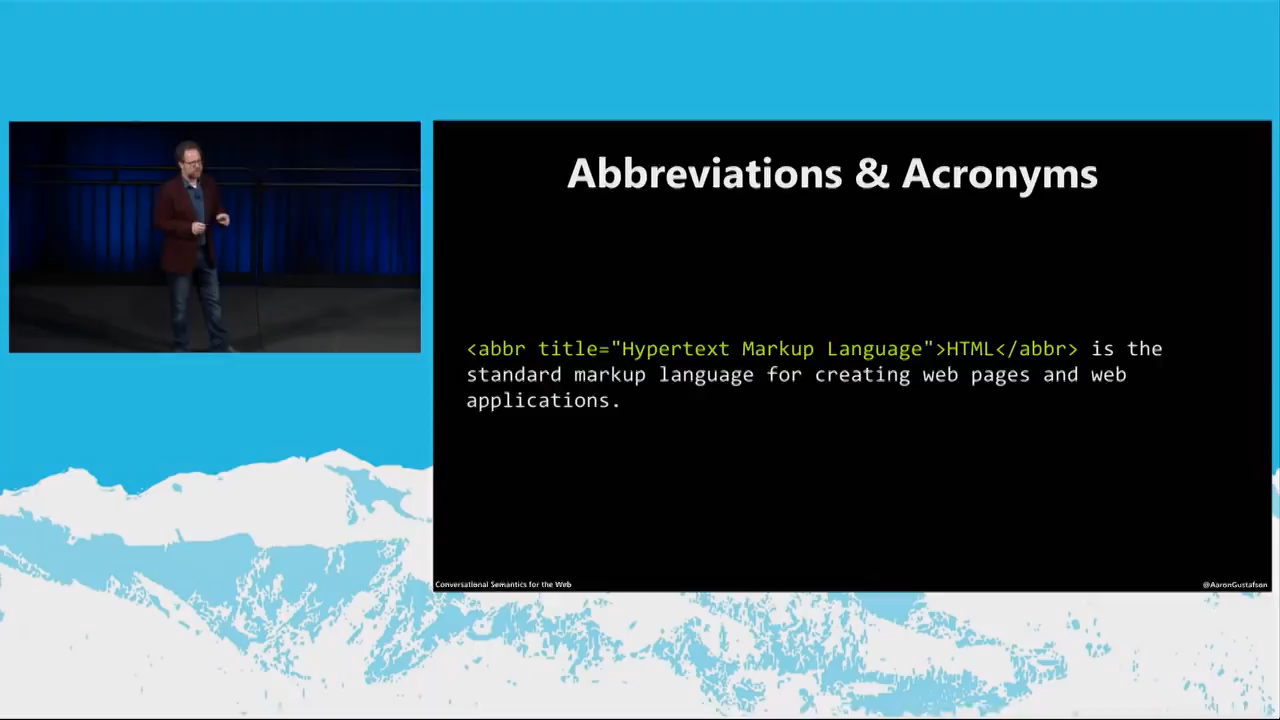 Abbreviations & Acronyms
<abbr title="Hypertext Markup Language">HTML</abbr> is the
standard markup language for creating web pages and web
applications.
Conversational Semantics for the Web
@AaronGustafson